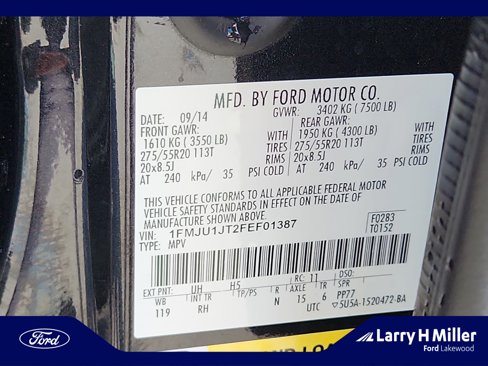 MFD. BY FORD MOTOR CO.
DATE: 09/14 GVWR: 3402 KG ( 7500 LB)
FRONT GAWR: REAR GAWR:
1610 KG ( 3550 LB) 1950 KG ( 4300 LB)
275/55R20 113T TIRES 275/55R20 113T TIRES
20x8.5J RIMS 20x8.5J RIMS
AT 240 kPa/ 35 PSI COLD AT 240 kPa/ 35 PSI COLD
THIS VEHICLE CONFORMS TO ALL APPLICABLE FEDERAL MOTOR
VEHICLE SAFETY STANDARDS IN EFFECT ON THE DATE OF
MANUFACTURE SHOWN ABOVE.
VIN: 1FMJU1JT2FEF01387 F0283
TYPE: MPV T0152
EXT PNT: UH H5 RC: 11 DSO:
WB INT TR TP/PS R AXLE TR SPR
119 RH N 15 6 PP77
UTC 5U5A-1520472-BA
Ford
Larry H Miller
Ford Lakewood